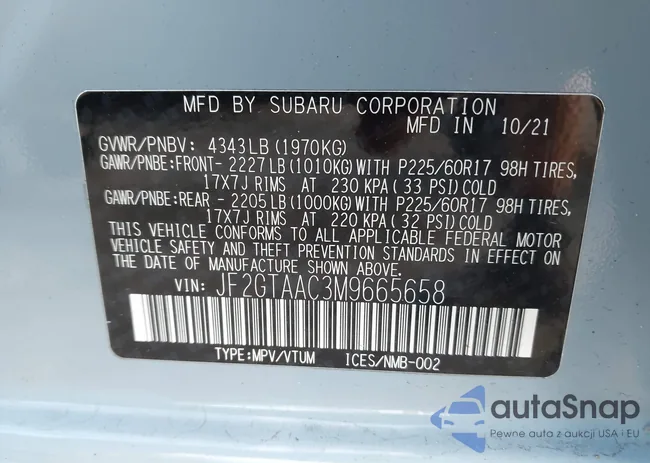 MFD BY SUBARU CORPORATION
MFD IN 10/21
GVWR/PNBV: 4343LB (1970KG)
GAWR/PNBE:FRONT- 2227LB(1010KG)WITH P225/60R17 98H TIRES,
17X7J RIMS AT 230 KPA (33 PSI)COLD
GAWR/PNBE:REAR - 2205LB(1000KG)WITH P225/60R17 98H TIRES,
17X7J RIMS AT 220 KPA (32 PSI)COLD
THIS VEHICLE CONFORMS TO ALL APPLICABLE FEDERAL MOTOR
VEHICLE SAFETY AND THEFT PREVENTION STANDARDS IN EFFECT ON
THE DATE OF MANUFACTURE SHOWN ABOVE.
VIN: JF2GTAAC3M9665658
TYPE:MPV/VTUM ICES/NMB-002
autaSnap
Pewne auta z aukcji USA i EU